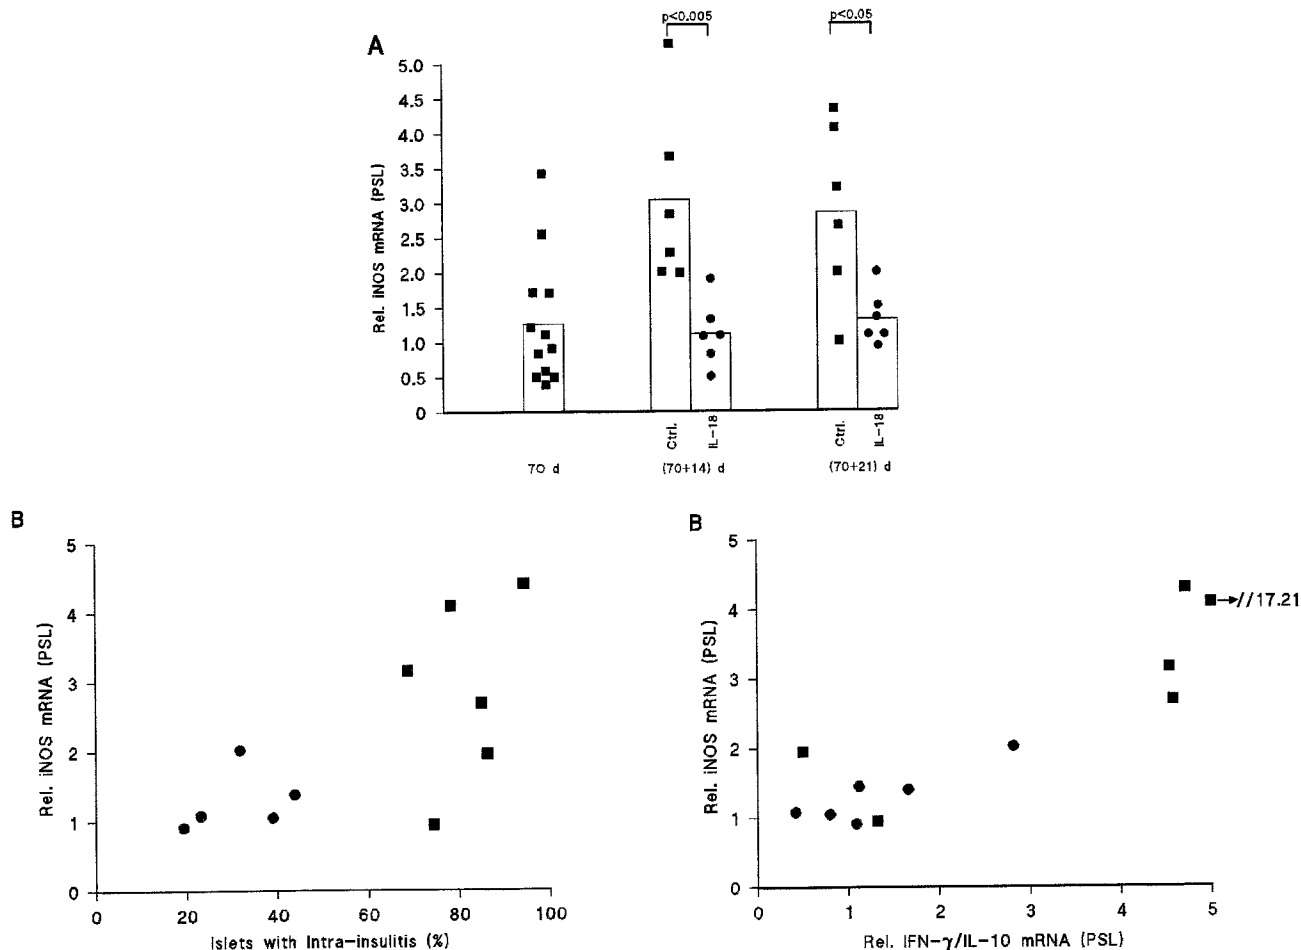 p<0.005
p<0.05
A
5.0
4.5
4.0
3.5
3.0
2.5
2.0
1.5
1.0
0.5
0
Rel. iNOS mRNA (PSL)
Ctrl.
IL-18
Ctrl.
IL-18
70 d
(70+14) d
(70+21) d
B
5
4
3
2
1
0
Rel. iNOS mRNA (PSL)
0 20 40 60 80 100
Islets with Intra-insulitis (%)
B
5
4
3
2
1
0
Rel. iNOS mRNA (PSL)
//17.21
0 1 2 3 4 5
Rel. IFN-γ/IL-10 mRNA (PSL)